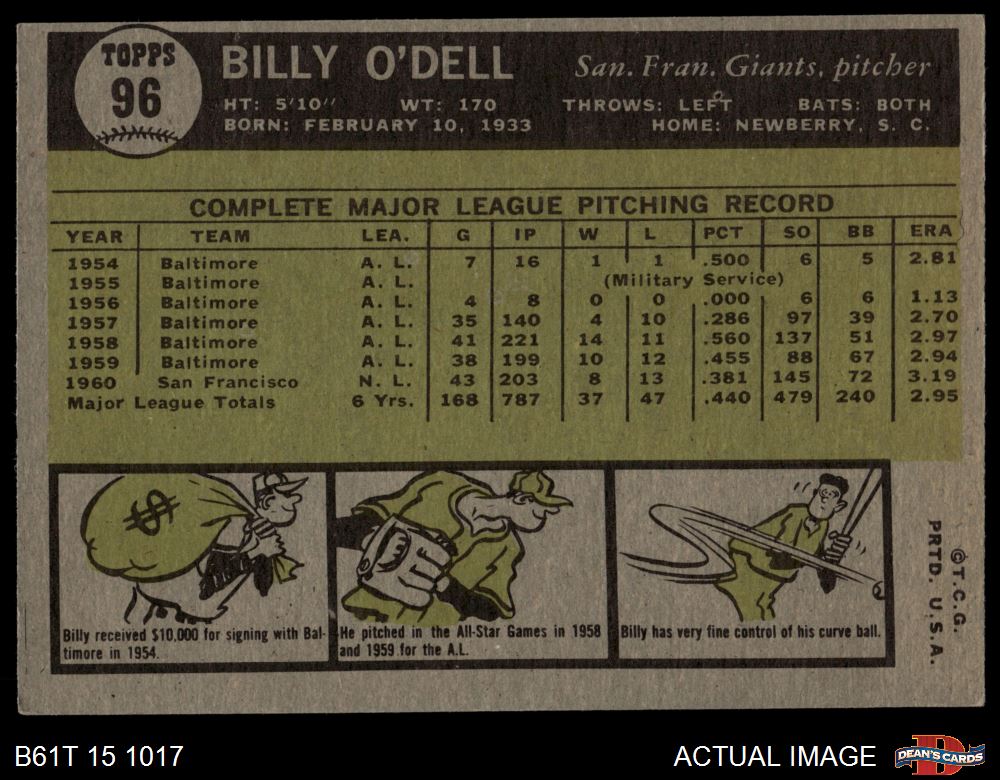 TOPPS
96
BILLY O'DELL
San. Fran. Giants, pitcher
HT: 5'10" WT: 170 THROWS: LEFT BATS: BOTH
BORN: FEBRUARY 10, 1933 HOME: NEWBERRY, S. C.
COMPLETE MAJOR LEAGUE PITCHING RECORD
YEAR TEAM LEA. G IP W L PCT SO BB ERA
1954 Baltimore A. L. 7 16 1 1 .500 6 5 2.81
1955 Baltimore A. L. (Military Service)
1956 Baltimore A. L. 4 8 0 0 .000 6 6 1.13
1957 Baltimore A. L. 35 140 4 10 .286 97 39 2.70
1958 Baltimore A. L. 41 221 14 11 .560 137 51 2.97
1959 Baltimore A. L. 38 199 10 12 .455 88 67 2.94
1960 San Francisco N. L. 43 203 8 13 .381 145 72 3.19
Major League Totals 6 Yrs. 168 787 37 47 .440 479 240 2.95
$
Billy received $10,000 for signing with Bal-
timore in 1954.
He pitched in the All-Star Games in 1958
and 1959 for the A.L.
Billy has very fine control of his curve ball.
©T.C.G.
PRTD. U.S.A.
B61T 15 1017
ACTUAL IMAGE
D
DEAN'S CARDS